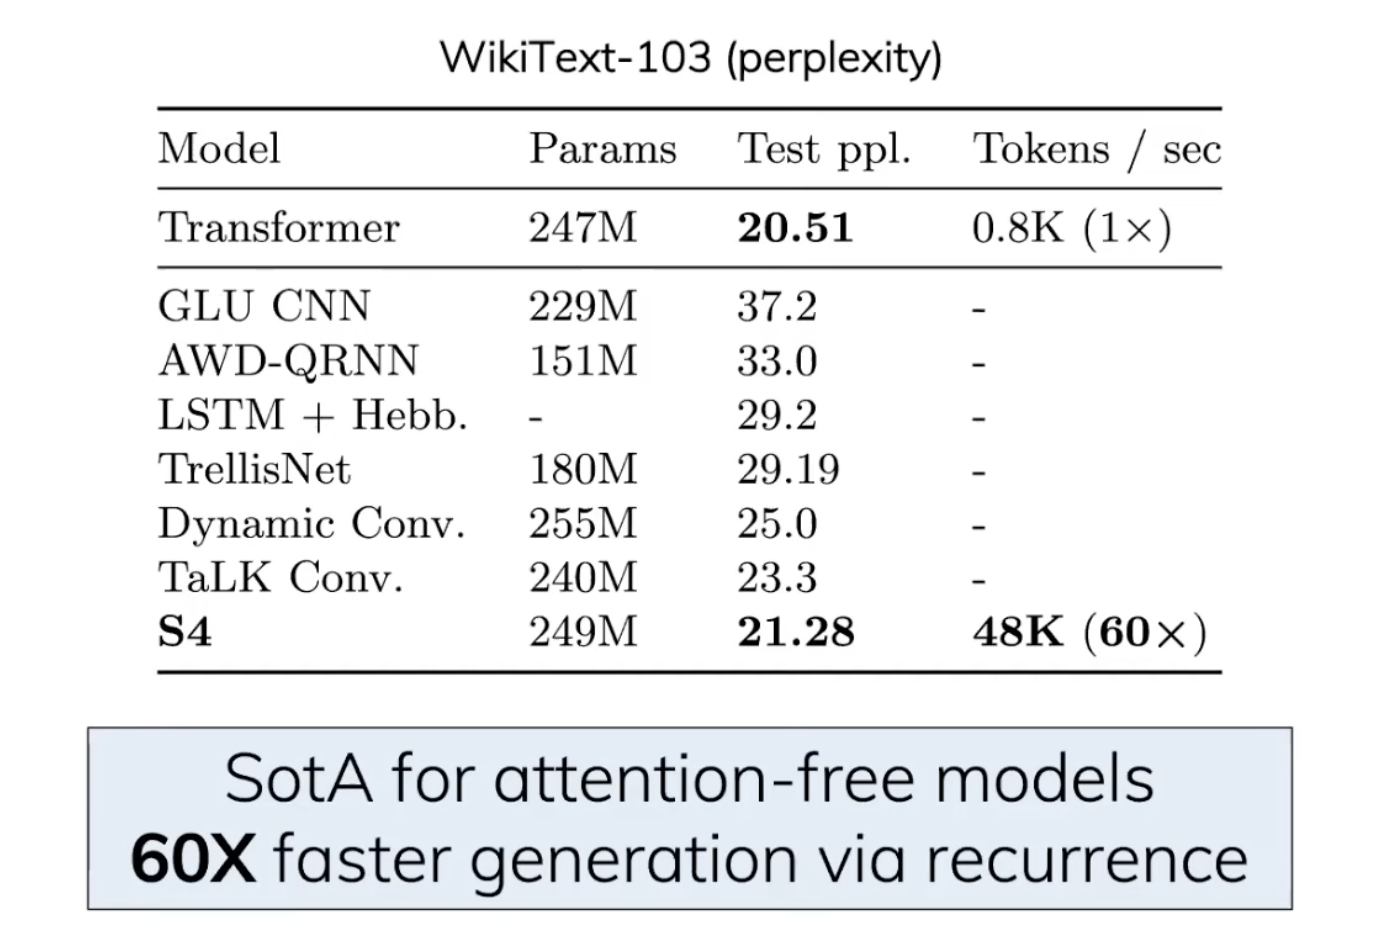 WikiText-103 (perplexity)
Model Params Test ppl. Tokens / sec
Transformer 247M 20.51 0.8K (1×)
GLU CNN 229M 37.2 -
AWD-QRNN 151M 33.0 -
LSTM + Hebb. - 29.2 -
TrellisNet 180M 29.19 -
Dynamic Conv. 255M 25.0 -
TaLK Conv. 240M 23.3 -
S4 249M 21.28 48K (60×)
SotA for attention-free models
60X faster generation via recurrence